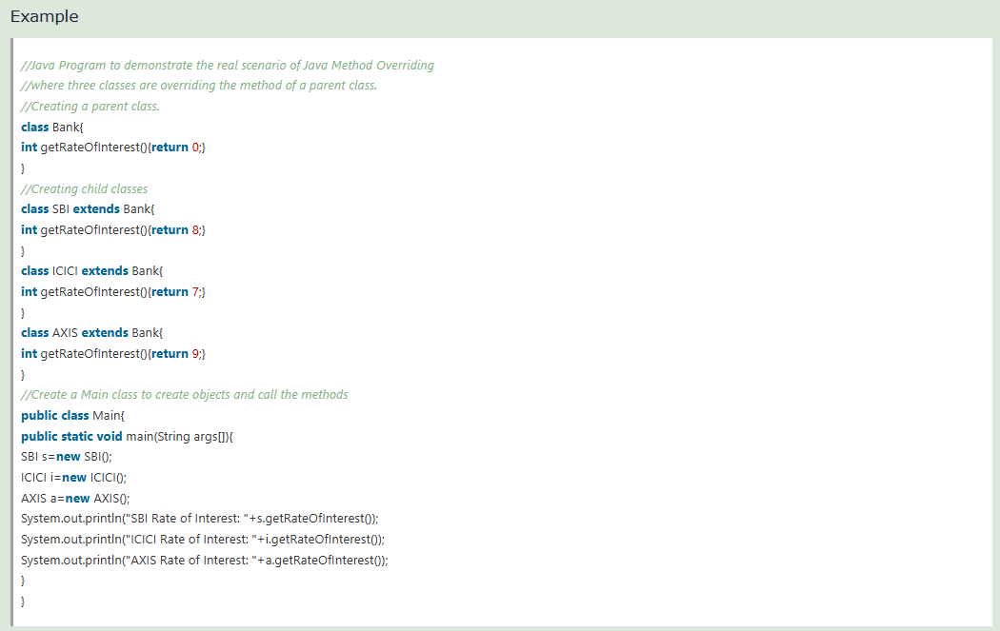 Example
//Java Program to demonstrate the real scenario of Java Method Overriding
//where three classes are overriding the method of a parent class.
//Creating a parent class.
class Bank{
int getRateOfInterest(){return 0;}
}
//Creating child classes
class SBI extends Bank{
int getRateOfInterest(){return 8;}
}
class ICICI extends Bank{
int getRateOfInterest(){return 7;}
}
class AXIS extends Bank{
int getRateOfInterest(){return 9;}
}
//Create a Main class to create objects and call the methods
public class Main{
public static void main(String args[]){
SBI s=new SBI();
ICICI i=new ICICI();
AXIS a=new AXIS();
System.out.println("SBI Rate of Interest: "+s.getRateOfInterest());
System.out.println("ICICI Rate of Interest: "+i.getRateOfInterest());
System.out.println("AXIS Rate of Interest: "+a.getRateOfInterest());
}
}